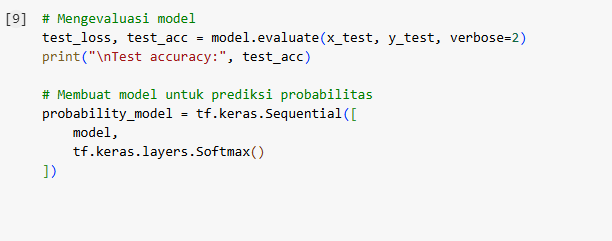 [9] # Mengevaluasi model
test_loss, test_acc = model.evaluate(x_test, y_test, verbose=2)
print("\nTest accuracy:", test_acc)
# Membuat model untuk prediksi probabilitas
probability_model = tf.keras.Sequential([
    model,
    tf.keras.layers.Softmax()
])